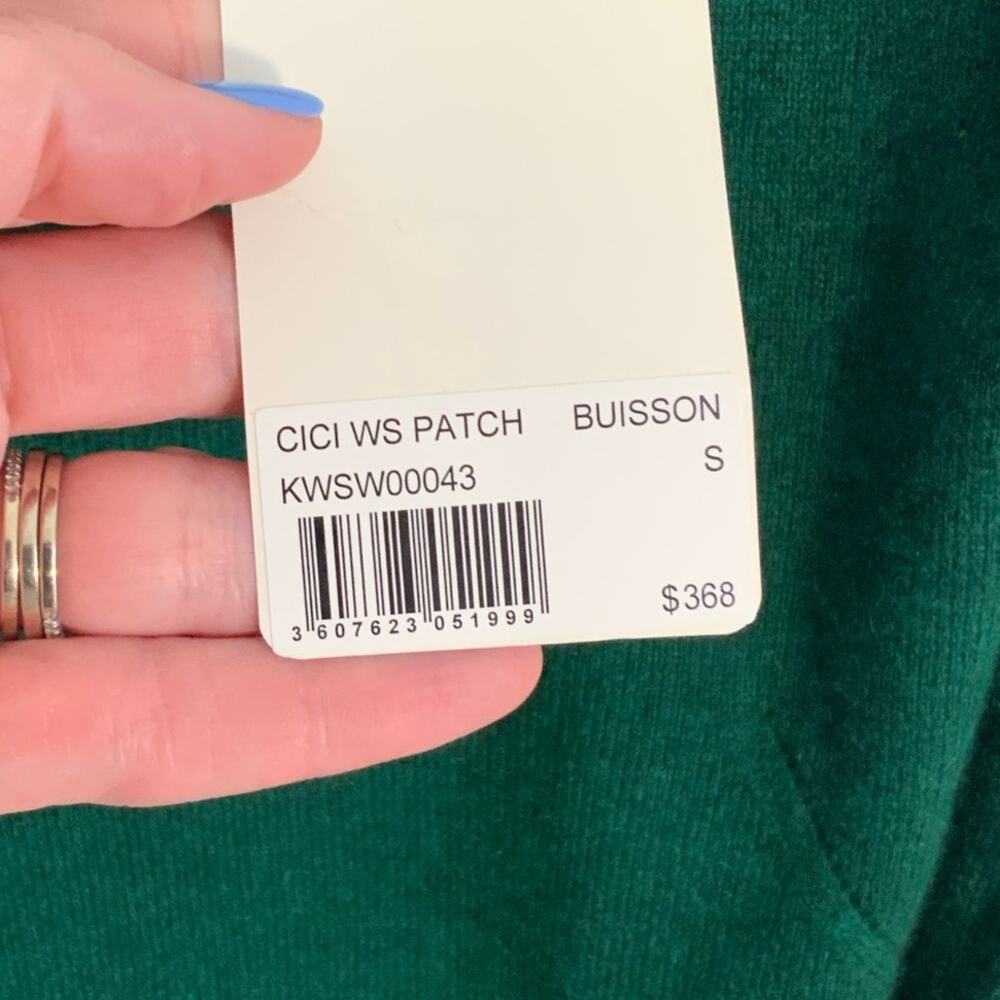 CICI WS PATCH BUISSON
KWSW00043 S
$368
3 607623 051999